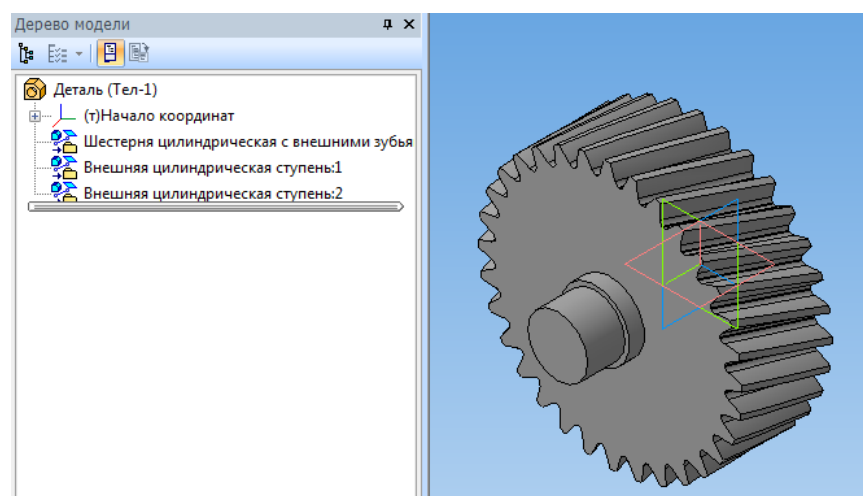 Дерево модели
Деталь (Тел-1)
(т)Начало координат
Шестерня цилиндрическая с внешними зубья
Внешняя цилиндрическая ступень:1
Внешняя цилиндрическая ступень:2